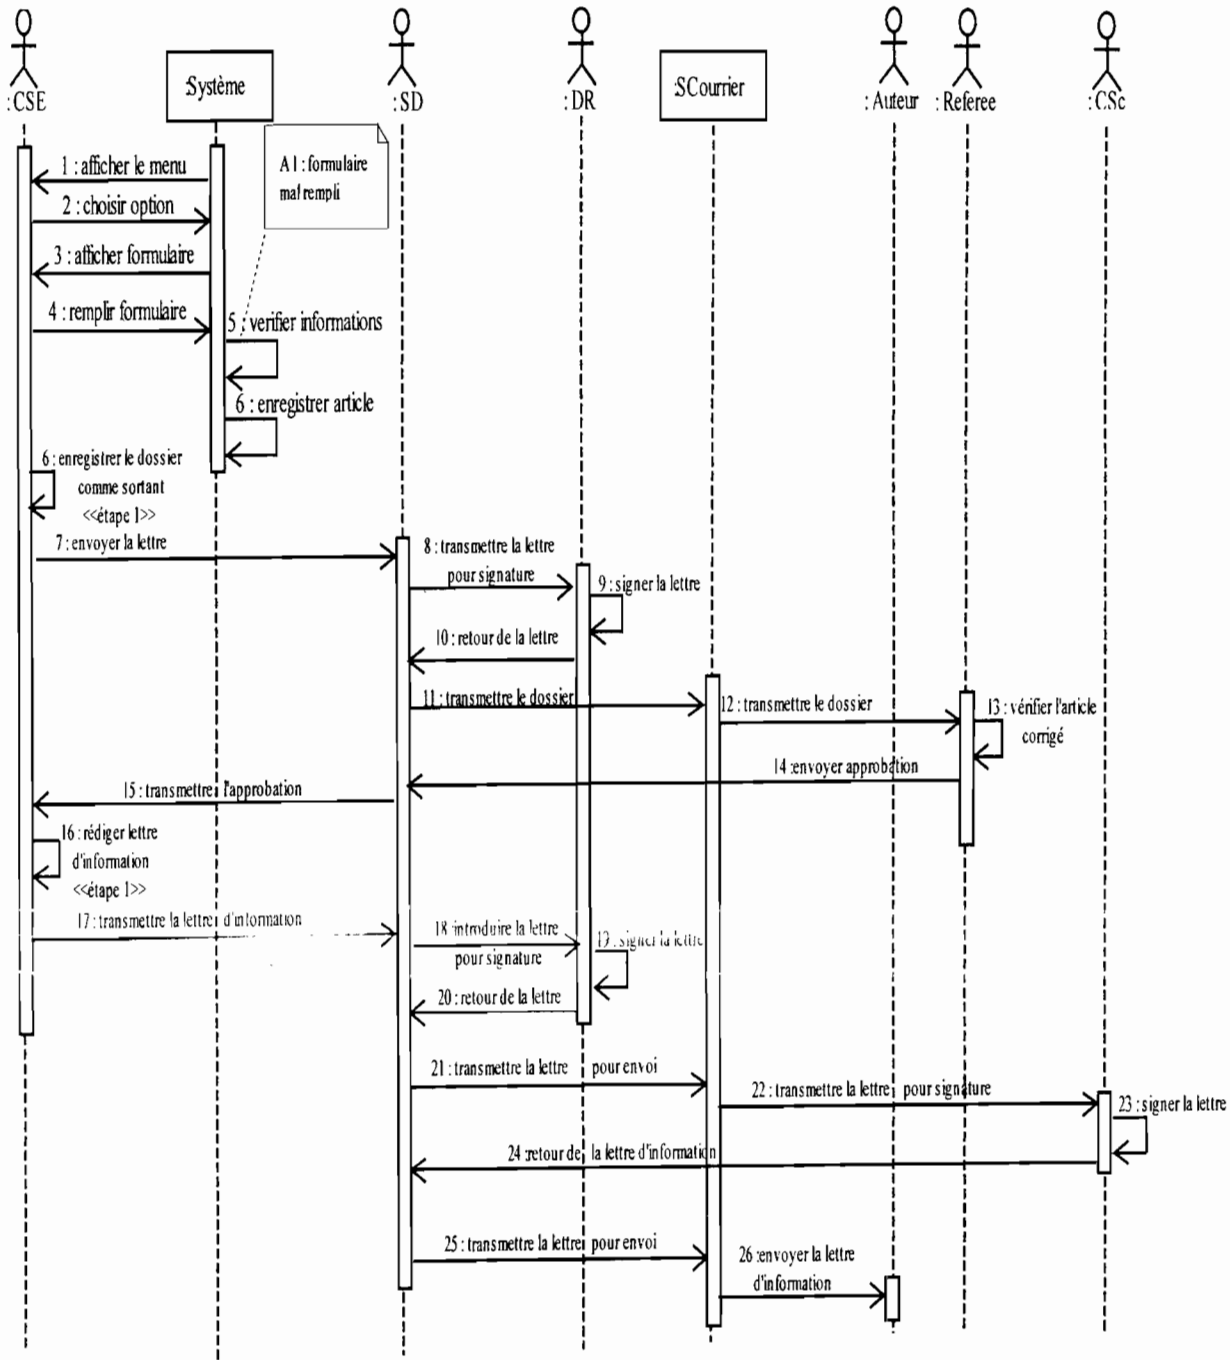 : CSE
:Système
: SD
: DR
:SCourrier
: Auteur
: Referee
: CSc
A1 : formulaire
mal rempli
1 : afficher le menu
2 : choisir option
3 : afficher formulaire
4 : remplir formulaire
5 : verifier informations
6 : enregistrer article
6 : enregistrer le dossier
comme sortant
<<étape 1>>
7 : envoyer la lettre
8 : transmettre la lettre
pour signature
9 : signer la lettre
10 : retour de la lettre
11 : transmettre le dossier
12 : transmettre le dossier
13 : vérifier l'article
corrigé
14 :envoyer approbation
15 : transmettre l'approbation
16 : rédiger lettre
d'information
<<étape 1>>
17 : transmettre la lettre d'information
18 :introduire la lettre
pour signature
19 : signer la lettre
20 : retour de la lettre
21 : transmettre la lettre pour envoi
22 : transmettre la lettre pour signature
23 : signer la lettre
24 :retour de la lettre d'information
25 : transmettre la lettre pour envoi
26 :envoyer la lettre
d'information